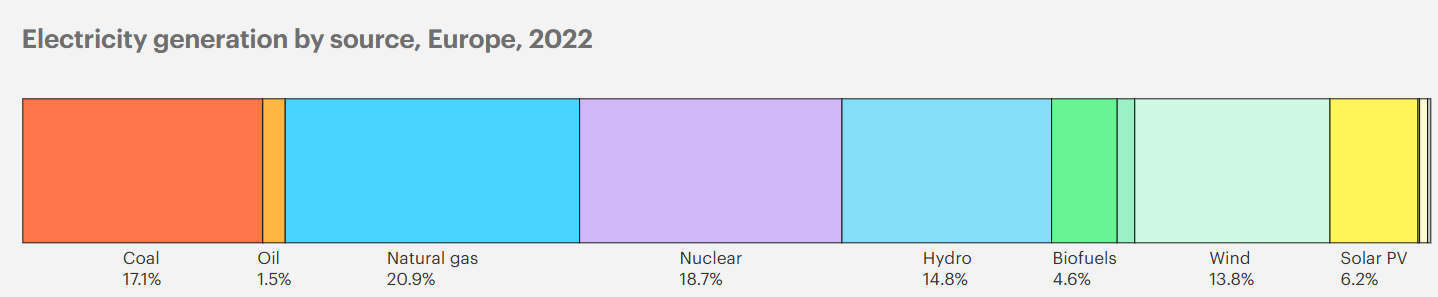 Electricity generation by source, Europe, 2022
Coal Oil Natural gas Nuclear Hydro Biofuels Wind Solar PV
17.1% 1.5% 20.9% 18.7% 14.8% 4.6% 13.8% 6.2%